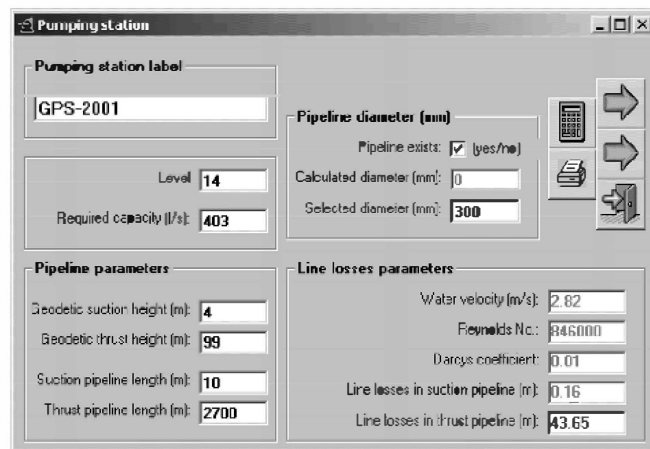 Pumping station
Pumping station label
GPS-2001
Level 14
Required capacity (l/s): 403
Pipeline diameter (mm)
Pipeline exists: (yes/no)
Calculated diameter (mm): 0
Selected diameter (mm): 300
Pipeline parameters
Geodetic suction height (m): 4
Geodetic thrust height (m): 99
Suction pipeline length (m): 10
Thrust pipeline length (m): 2700
Line losses parameters
Water velocity (m/s): 2.82
Reynolds No.: 846000
Darcys coefficient: 0.01
Line losses in suction pipeline (m): 0.16
Line losses in thrust pipeline (m): 43.65